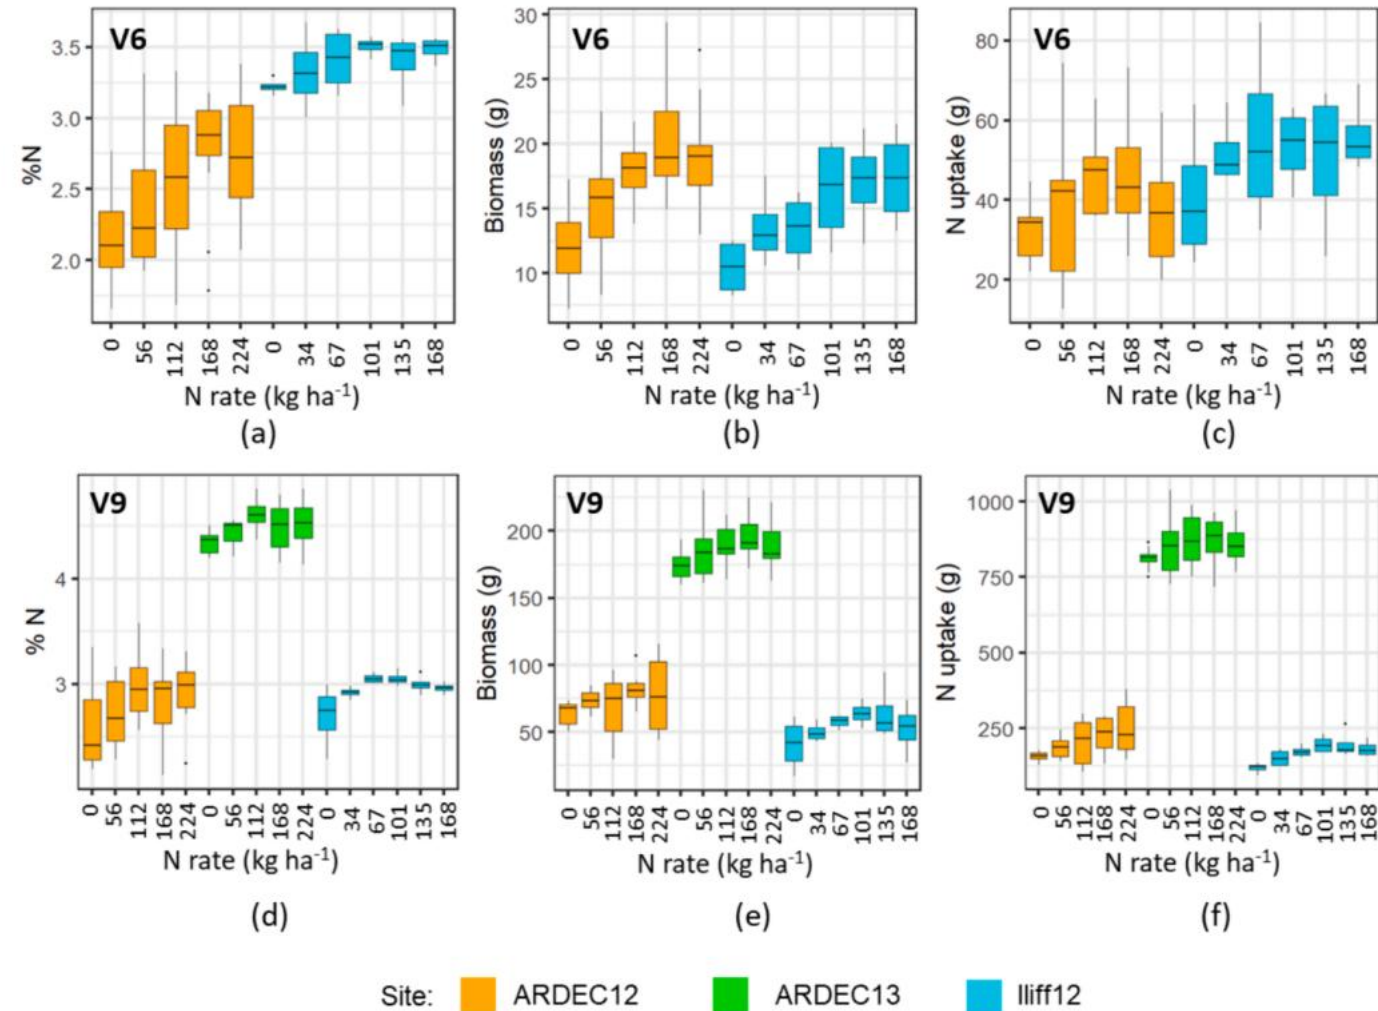 V6
V6
V6
3.5
3.0
2.5
2.0
%N
30
25
20
15
10
Biomass (g)
80
60
40
20
N uptake (g)
0 56 112 168 224 0 34 67 101 135 168
0 56 112 168 224 0 34 67 101 135 168
0 56 112 168 224 0 34 67 101 135 168
N rate (kg ha⁻¹)
N rate (kg ha⁻¹)
N rate (kg ha⁻¹)
(a)
(b)
(c)
V9
V9
V9
4
3
% N
200
150
100
50
Biomass (g)
1000
750
500
250
N uptake (g)
0 56 112 168 224 0 56 112 168 224 0 34 67 101 135 168
0 56 112 168 224 0 56 112 168 224 0 34 67 101 135 168
0 56 112 168 224 0 56 112 168 224 0 34 67 101 135 168
N rate (kg ha⁻¹)
N rate (kg ha⁻¹)
N rate (kg ha⁻¹)
(d)
(e)
(f)
Site: ARDEC12 ARDEC13 Iliff12